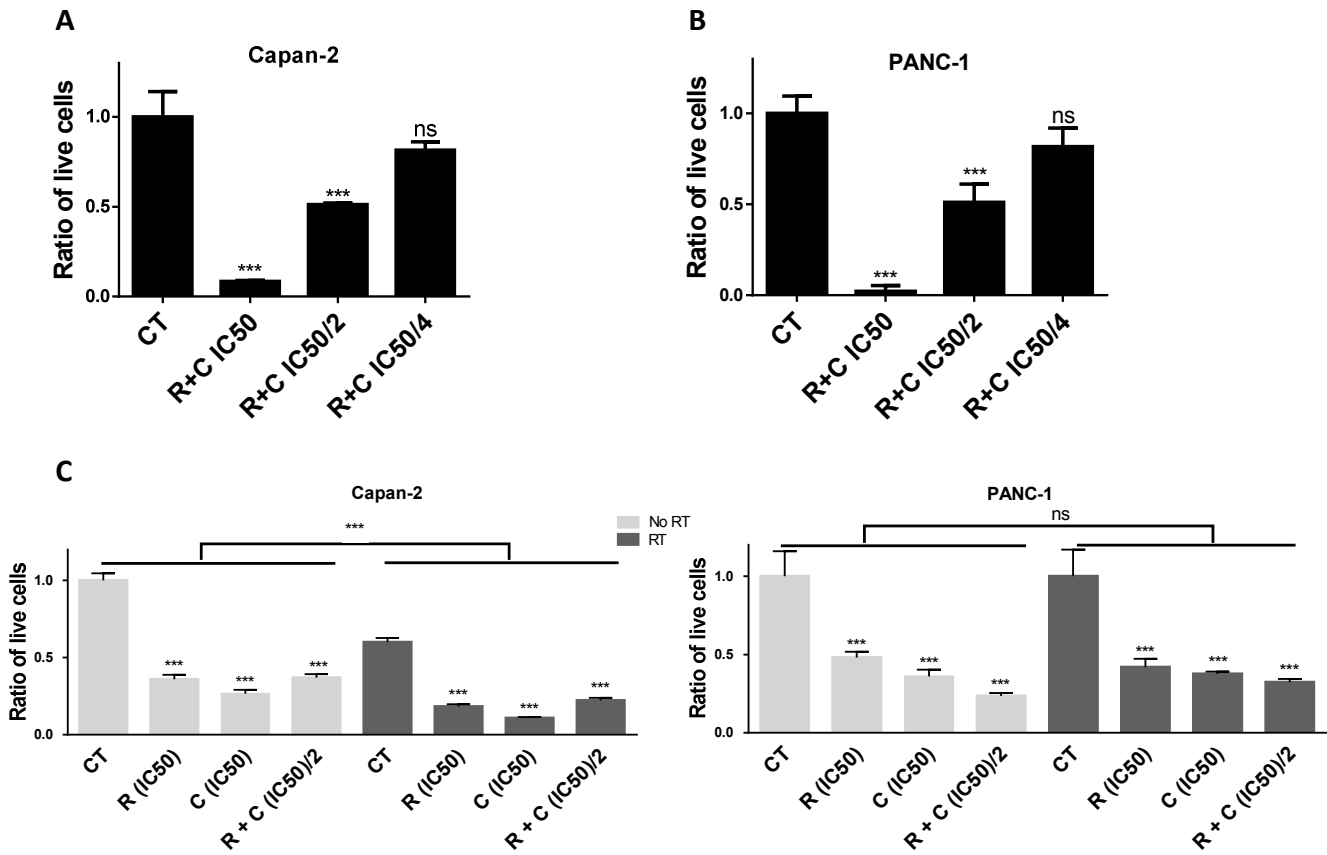 A
Capan-2
Ratio of live cells
1.0
0.5
0.0
***
***
ns
CT
R+C IC50
R+C IC50/2
R+C IC50/4
B
PANC-1
Ratio of live cells
1.0
0.5
0.0
***
***
ns
CT
R+C IC50
R+C IC50/2
R+C IC50/4
C
Capan-2
***
No RT
RT
Ratio of live cells
1.0
0.5
0.0
***
***
***
***
***
***
CT
R (IC50)
C (IC50)
R + C (IC50)/2
CT
R (IC50)
C (IC50)
R + C (IC50)/2
PANC-1
ns
Ratio of live cells
1.0
0.5
0.0
***
***
***
***
***
***
CT
R (IC50)
C (IC50)
R + C (IC50)/2
CT
R (IC50)
C (IC50)
R + C (IC50)/2